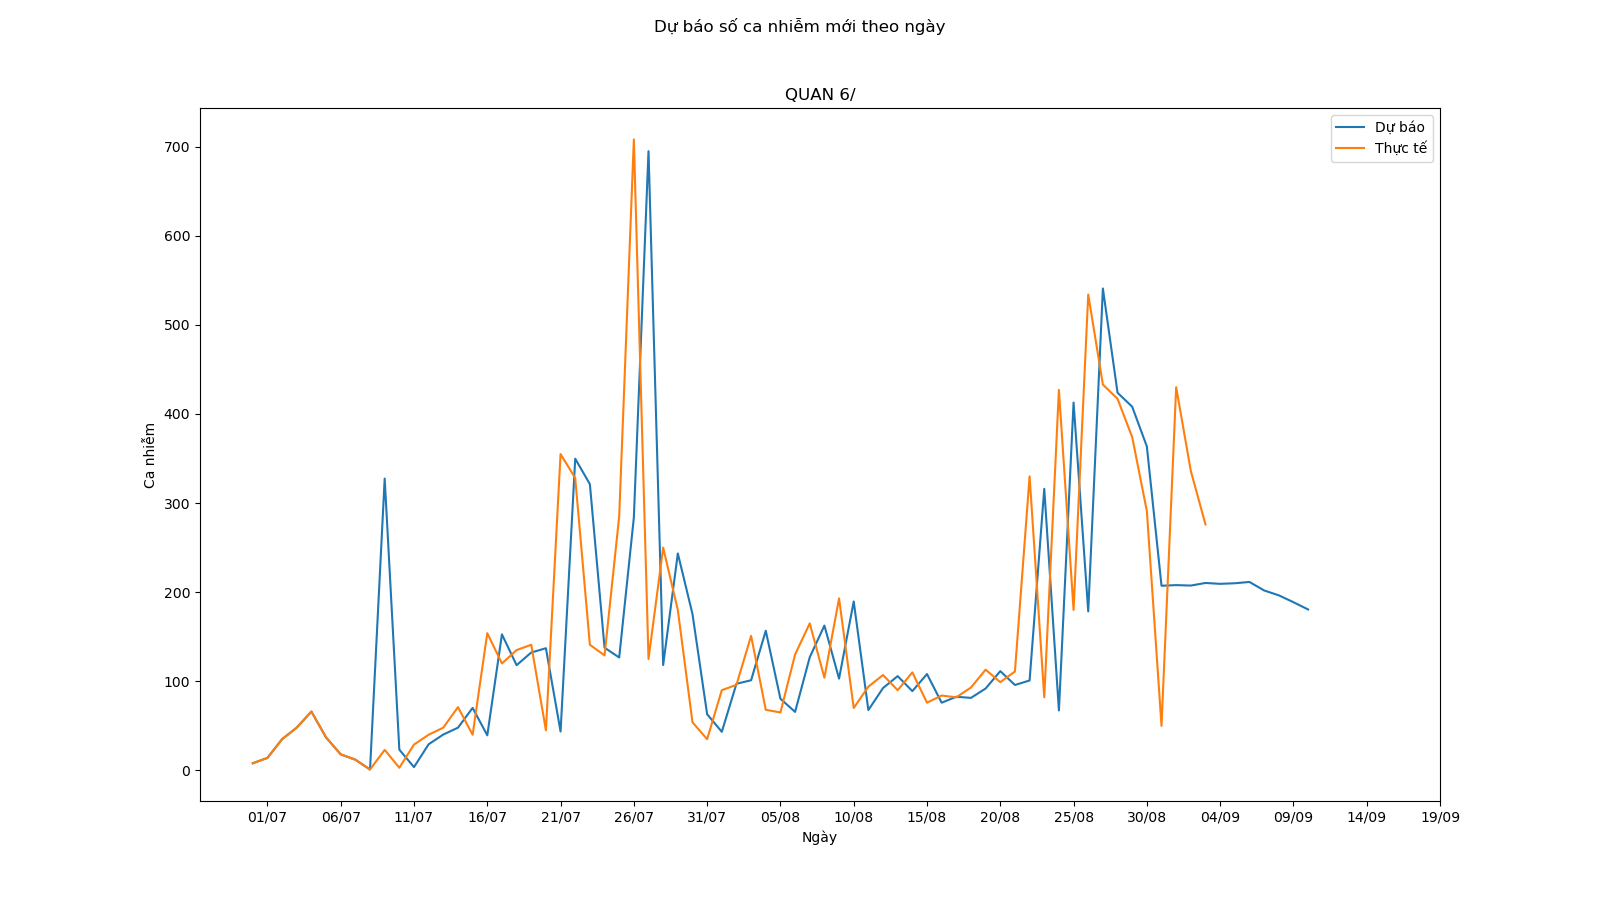 Dự báo số ca nhiễm mới theo ngày
QUAN 6/
Dự báo
Thực tế
700
600
500
400
300
200
100
0
Ca nhiễm
01/07 06/07 11/07 16/07 21/07 26/07 31/07 05/08 10/08 15/08 20/08 25/08 30/08 04/09 09/09 14/09 19/09
Ngày